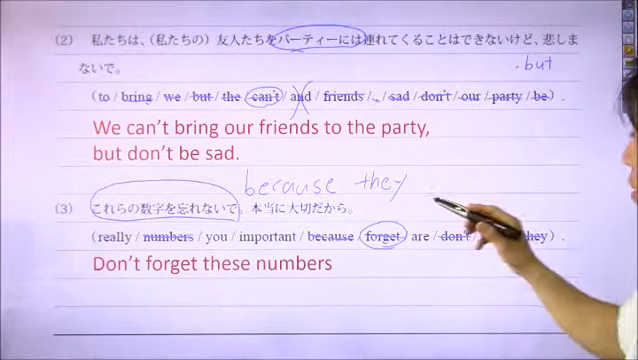 (2) 私たちは、(私たちの) 友人たちをパーティーには連れてくることはできないけど、悲しま
ないで。
・but
(to / bring / we / but / the / can't / and / friends / , / sad / don't / our / party / be) .
We can't bring our friends to the party,
but don't be sad.
because they
(3) これらの数字を忘れないで、本当に大切だから。
(really / numbers / you / important / because / forget / are / don't / they) .
Don't forget these numbers